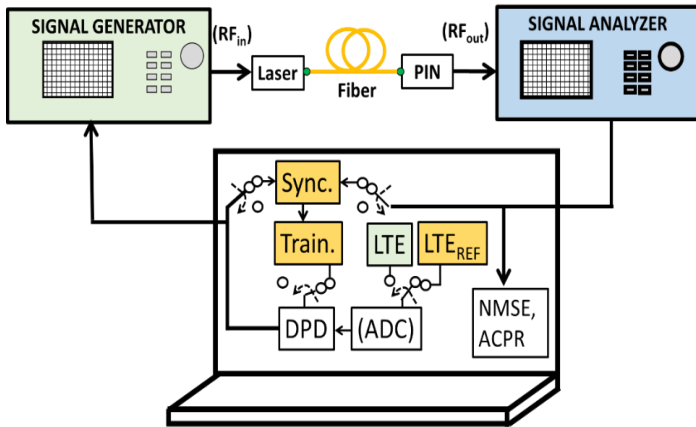 SIGNAL GENERATOR
(RFin)
Laser
Fiber
PIN
(RFout)
SIGNAL ANALYZER
Sync.
Train.
LTE
LTEREF
DPD
(ADC)
NMSE,
ACPR